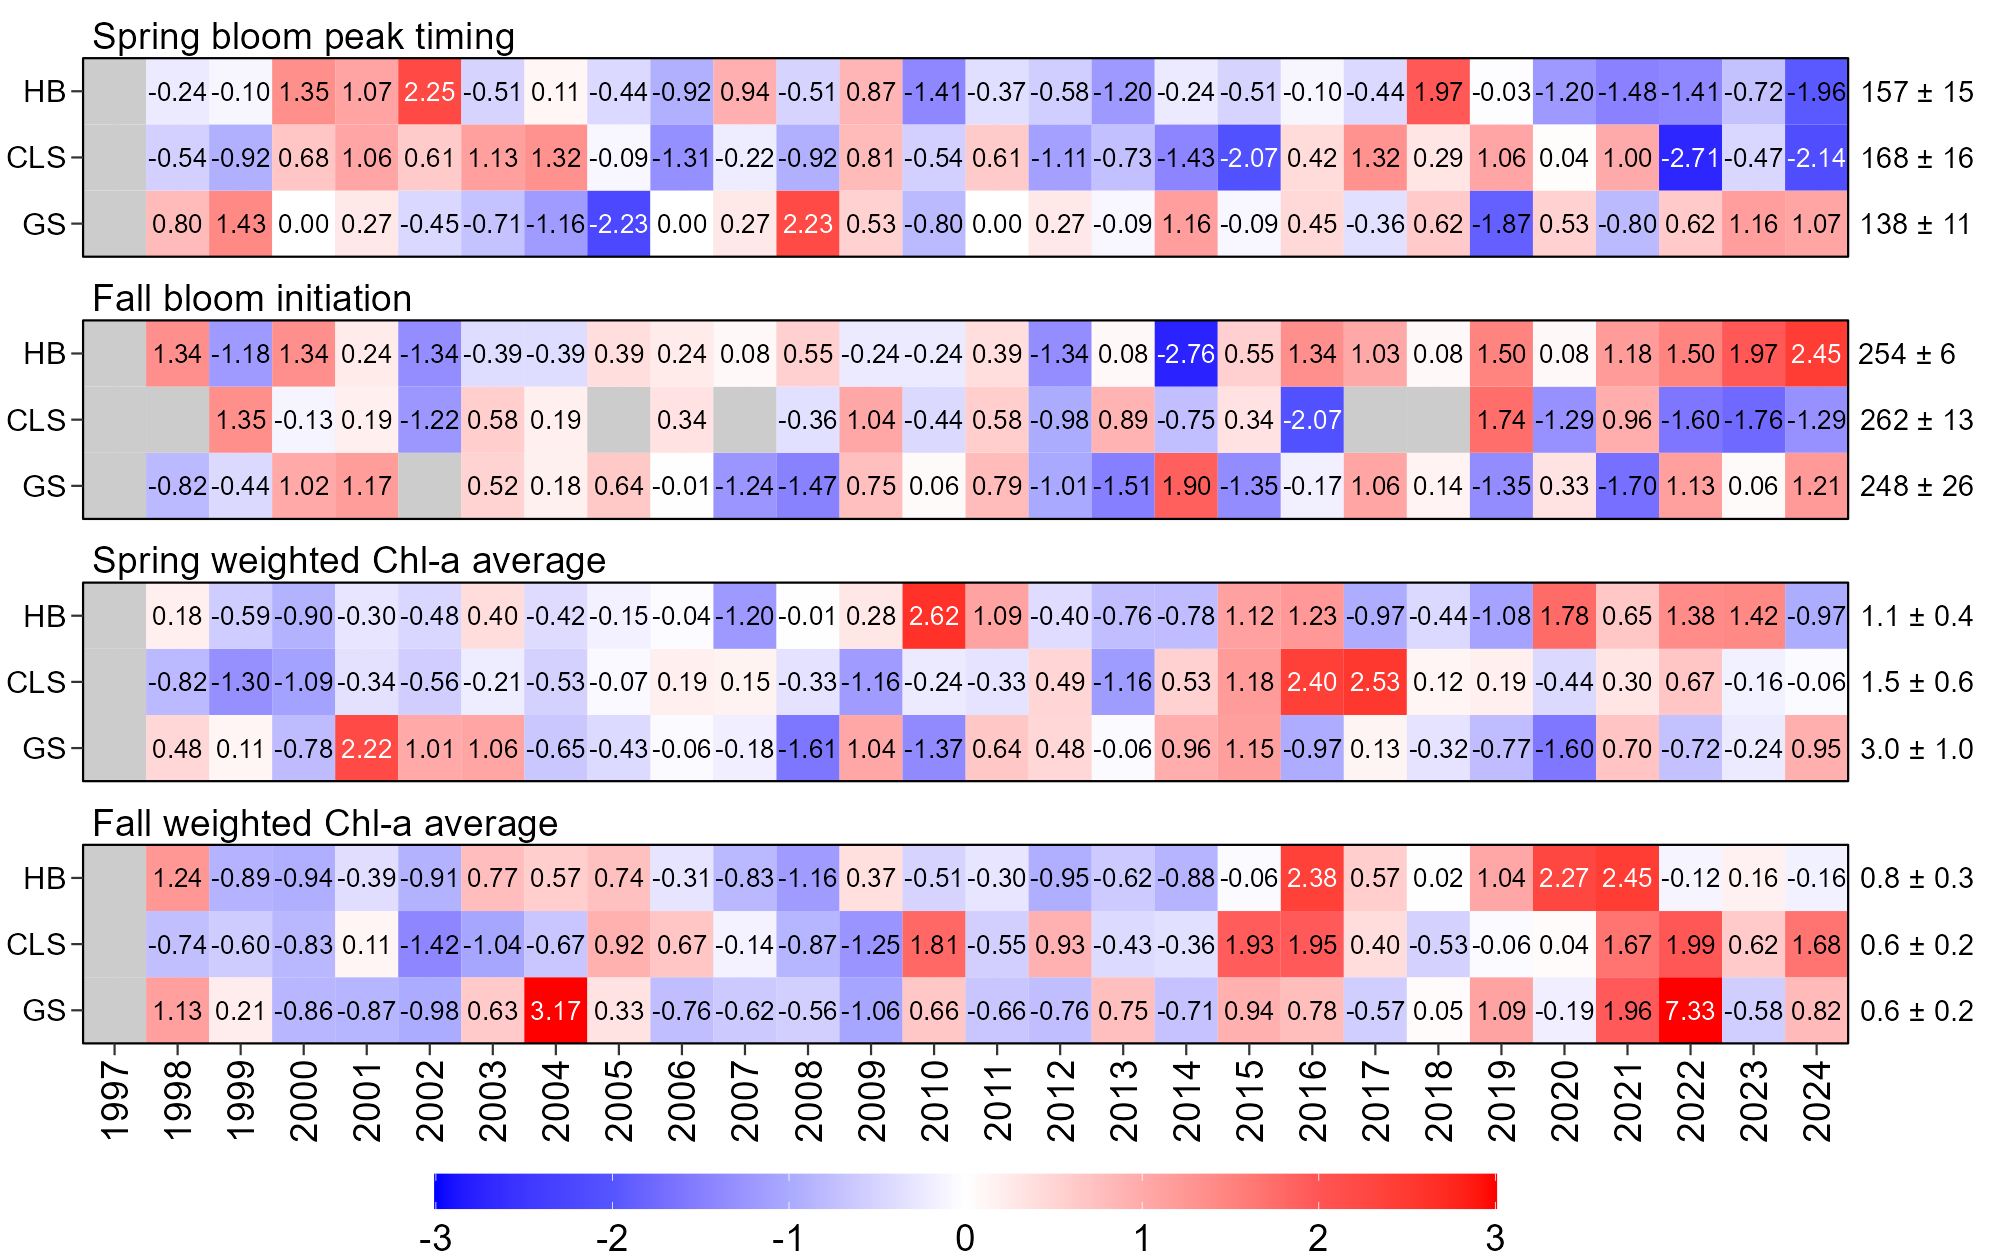 Spring bloom peak timing
HB -0.24 -0.10 1.35 1.07 2.25 -0.51 0.11 -0.44 -0.92 0.94 -0.51 0.87 -1.41 -0.37 -0.58 -1.20 -0.24 -0.51 -0.10 -0.44 1.97 -0.03 -1.20 -1.48 -1.41 -0.72 -1.96 157 ± 15
CLS -0.54 -0.92 0.68 1.06 0.61 1.13 1.32 -0.09 -1.31 -0.22 -0.92 0.81 -0.54 0.61 -1.11 -0.73 -1.43 -2.07 0.42 1.32 0.29 1.06 0.04 1.00 -2.71 -0.47 -2.14 168 ± 16
GS 0.80 1.43 0.00 0.27 -0.45 -0.71 -1.16 -2.23 0.00 0.27 2.23 0.53 -0.80 0.00 0.27 -0.09 1.16 -0.09 0.45 -0.36 0.62 -1.87 0.53 -0.80 0.62 1.16 1.07 138 ± 11
Fall bloom initiation
HB 1.34 -1.18 1.34 0.24 -1.34 -0.39 -0.39 0.39 0.24 0.08 0.55 -0.24 -0.24 0.39 -1.34 0.08 -2.76 0.55 1.34 1.03 0.08 1.50 0.08 1.18 1.50 1.97 2.45 254 ± 6
CLS 1.35 -0.13 0.19 -1.22 0.58 0.19 0.34 -0.36 1.04 -0.44 0.58 -0.98 0.89 -0.75 0.34 -2.07 1.74 -1.29 0.96 -1.60 -1.76 -1.29 262 ± 13
GS -0.82 -0.44 1.02 1.17 0.52 0.18 0.64 -0.01 -1.24 -1.47 0.75 0.06 0.79 -1.01 -1.51 1.90 -1.35 -0.17 1.06 0.14 -1.35 0.33 -1.70 1.13 0.06 1.21 248 ± 26
Spring weighted Chl-a average
HB 0.18 -0.59 -0.90 -0.30 -0.48 0.40 -0.42 -0.15 -0.04 -1.20 -0.01 0.28 2.62 1.09 -0.40 -0.76 -0.78 1.12 1.23 -0.97 -0.44 -1.08 1.78 0.65 1.38 1.42 -0.97 1.1 ± 0.4
CLS -0.82 -1.30 -1.09 -0.34 -0.56 -0.21 -0.53 -0.07 0.19 0.15 -0.33 -1.16 -0.24 -0.33 0.49 -1.16 0.53 1.18 2.40 2.53 0.12 0.19 -0.44 0.30 0.67 -0.16 -0.06 1.5 ± 0.6
GS 0.48 0.11 -0.78 2.22 1.01 1.06 -0.65 -0.43 -0.06 -0.18 -1.61 1.04 -1.37 0.64 0.48 -0.06 0.96 1.15 -0.97 0.13 -0.32 -0.77 -1.60 0.70 -0.72 -0.24 0.95 3.0 ± 1.0
Fall weighted Chl-a average
HB 1.24 -0.89 -0.94 -0.39 -0.91 0.77 0.57 0.74 -0.31 -0.83 -1.16 0.37 -0.51 -0.30 -0.95 -0.62 -0.88 -0.06 2.38 0.57 0.02 1.04 2.27 2.45 -0.12 0.16 -0.16 0.8 ± 0.3
CLS -0.74 -0.60 -0.83 0.11 -1.42 -1.04 -0.67 0.92 0.67 -0.14 -0.87 -1.25 1.81 -0.55 0.93 -0.43 -0.36 1.93 1.95 0.40 -0.53 -0.06 0.04 1.67 1.99 0.62 1.68 0.6 ± 0.2
GS 1.13 0.21 -0.86 -0.87 -0.98 0.63 3.17 0.33 -0.76 -0.62 -0.56 -1.06 0.66 -0.66 -0.76 0.75 -0.71 0.94 0.78 -0.57 0.05 1.09 -0.19 1.96 7.33 -0.58 0.82 0.6 ± 0.2
1997 1998 1999 2000 2001 2002 2003 2004 2005 2006 2007 2008 2009 2010 2011 2012 2013 2014 2015 2016 2017 2018 2019 2020 2021 2022 2023 2024
-3 -2 -1 0 1 2 3